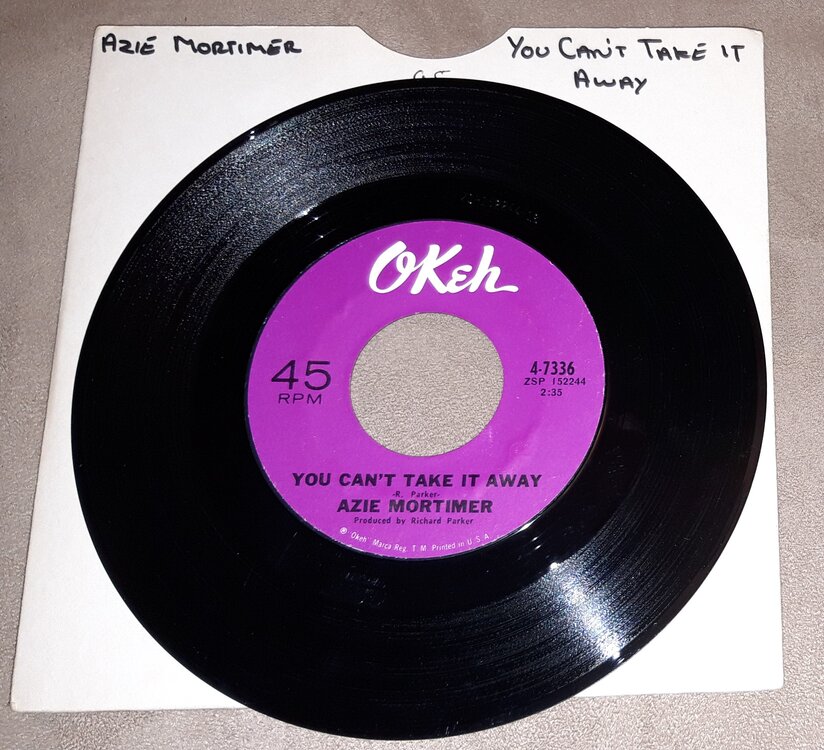 AZIE MORTIMER
YOU CAN'T TAKE IT
AWAY
OKeh
45
RPM
4-7336
ZSP 152244
2:35
YOU CAN'T TAKE IT AWAY
-R. Parker-
AZIE MORTIMER
Produced by Richard Parker
® "Okeh" Marca Reg. T. M. Printed in U. S. A.